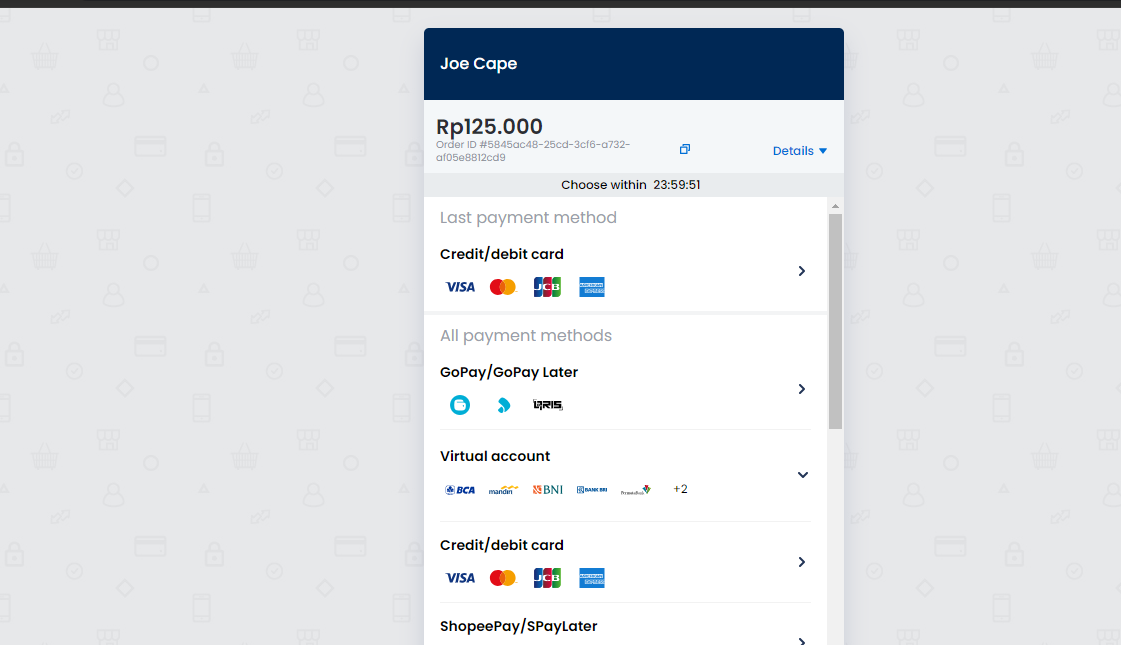 Joe Cape
Rp125.000
Order ID #5845ac48-25cd-3cf6-a732-
af05e8812cd9
Details
Choose within 23:59:51
Last payment method
Credit/debit card
VISA JCB
All payment methods
GoPay/GoPay Later
QRIS
Virtual account
BCA mandiri BNI BANK BRI PermataBank +2
Credit/debit card
VISA JCB
ShopeePay/SPayLater